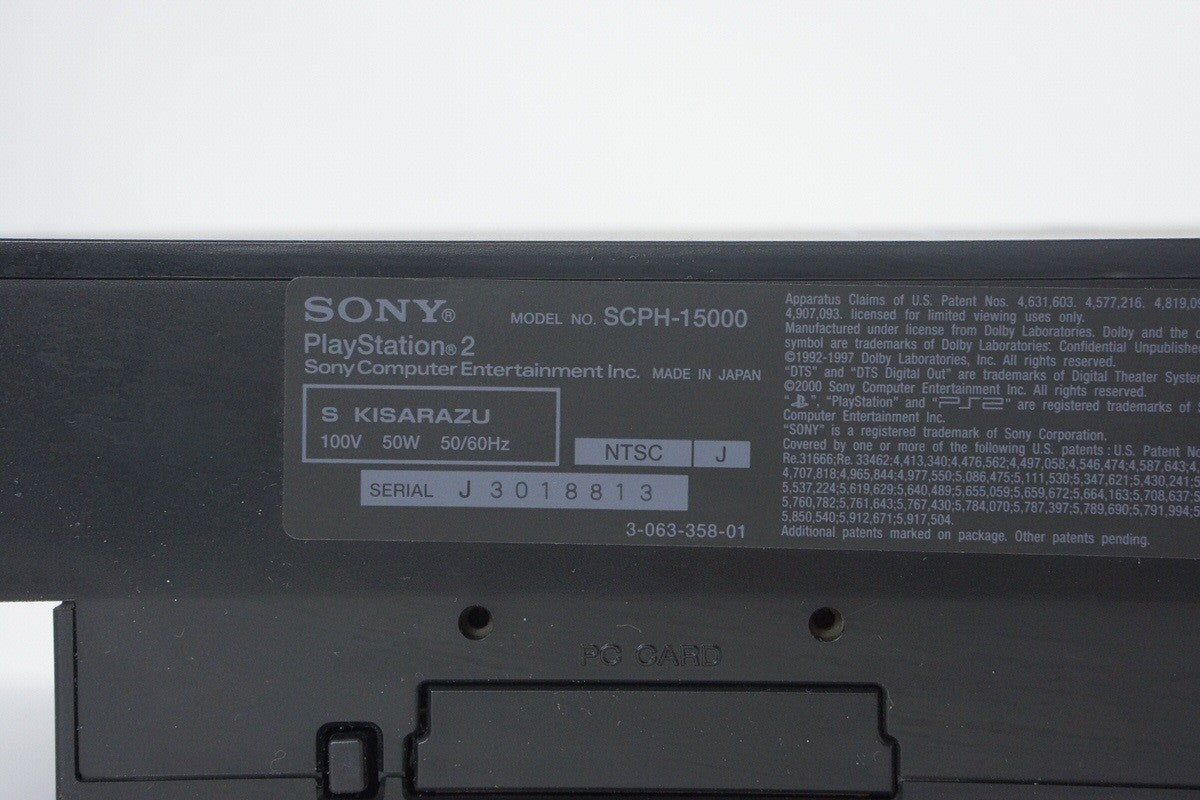 SONY®
MODEL NO. SCPH-15000
PlayStation® 2
Sony Computer Entertainment Inc. MADE IN JAPAN
S KISARAZU
100V 50W 50/60Hz
NTSC J
SERIAL J 3018813
3-063-358-01
Apparatus Claims of U.S. Patent Nos. 4,631,603. 4,577,216. 4,819,09
4,907,093. licensed for limited viewing uses only.
Manufactured under license from Dolby Laboratories. Dolby and the
symbol are trademarks of Dolby Laboratories. Confidential Unpublished
©1992-1997 Dolby Laboratories, Inc. All rights reserved.
"DTS" and "DTS Digital Out" are trademarks of Digital Theater System
©2000 Sony Computer Entertainment Inc. All rights reserved.
" ", "PlayStation" and "PS2" are registered trademarks of
Computer Entertainment Inc.
"SONY" is a registered trademark of Sony Corporation.
Covered by one or more of the following U.S. patents : U.S. Patent No
Re.31666;Re. 33462;4,413,340;4,476,562;4,497,058;4,546,474;4,587,643;4
4,707,818;4,965,844;4,977,550;5,086,475;5,111,530;5,347,621;5,430,241;5
5,537,224;5,619,629;5,640,489;5,655,059;5,659,672;5,664,163;5,708,637;5
5,760,782;5,761,643;5,767,430;5,784,070;5,787,397;5,789,690;5,791,994;5
5,850,540;5,912,671;5,917,504.
Additional patents marked on package. Other patents pending.
PC CARD